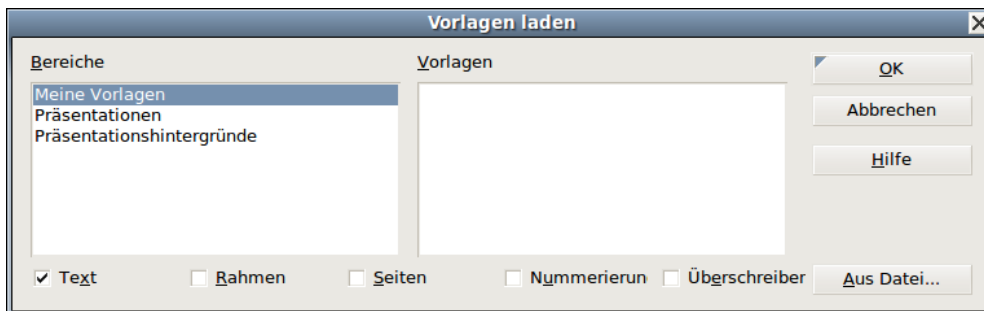 Vorlagen laden
Bereiche
Vorlagen
Meine Vorlagen
Präsentationen
Präsentationshintergründe
OK
Abbrechen
Hilfe
Text
Rahmen
Seiten
Nummerierun
Überschreiber
Aus Datei...